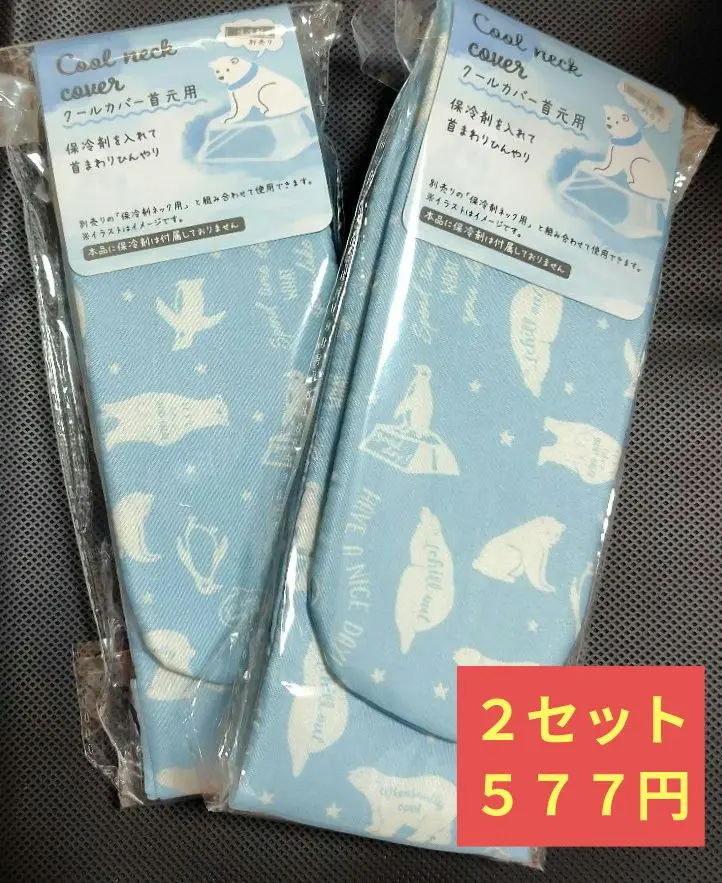 Cool neck
cover
クールカバー首元用
別売り
保冷剤を入れて
首まわりひんやり
別売りの「保冷剤ネック用」と組み合わせて使用できます。
※イラストはイメージです。
本品に保冷剤は付属しておりません
Cool neck
cover
クールカバー首元用
保冷剤を入れて
首まわりひんやり
別売りの「保冷剤ネック用」と組み合わせて使用できます。
※イラストはイメージです。
本品に保冷剤は付属しておりません
HAVE A NICE DAY!
chill out
２セット
５７７円